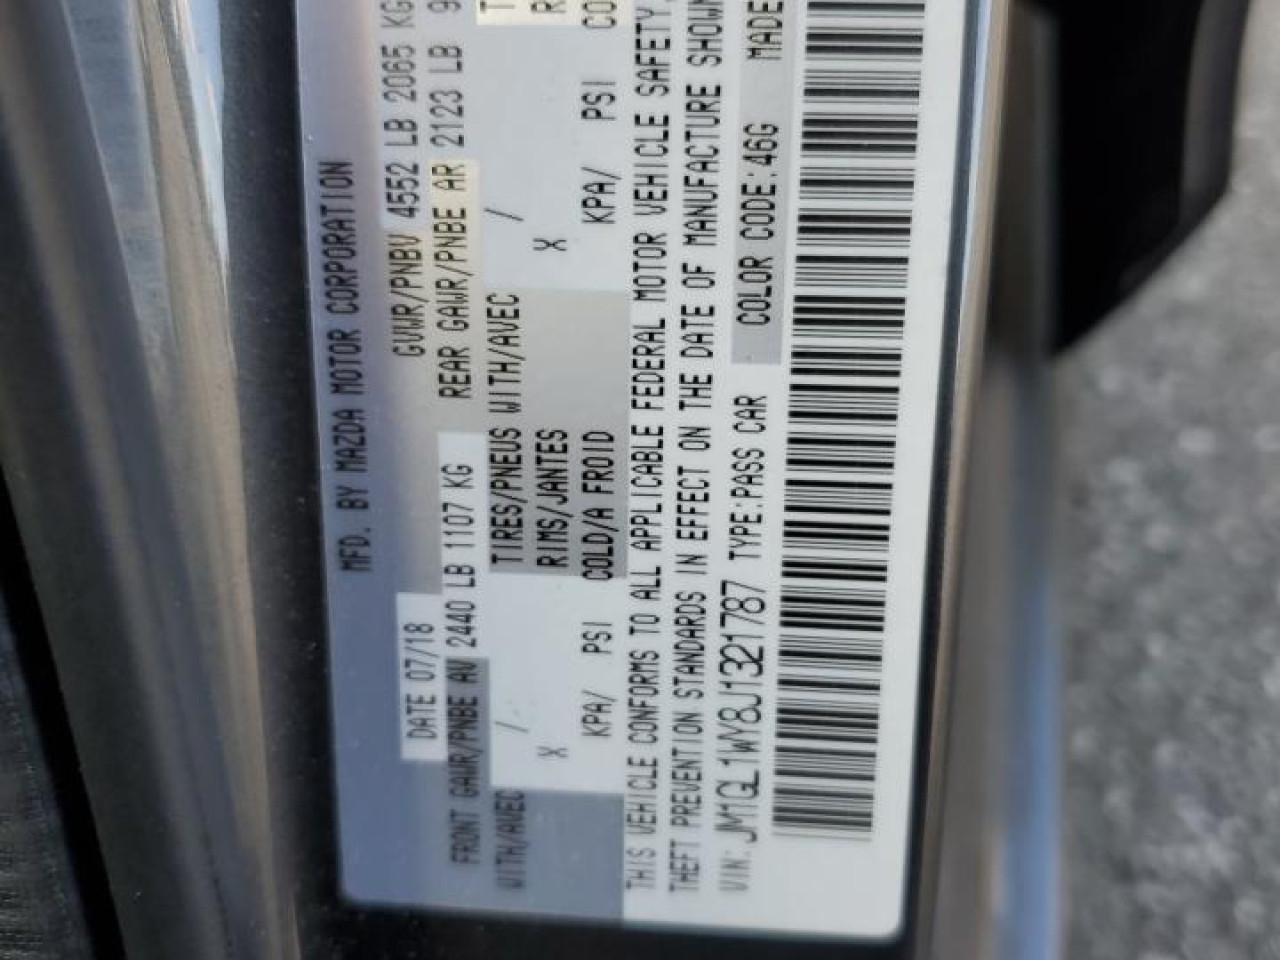 MFD. BY MAZDA MOTOR CORPORATION
DATE 07/18 GVWR/PNBV 4552 LB 2065 KG
FRONT GAWR/PNBE AV 2440 LB 1107 KG REAR GAWR/PNBE AR 2123 LB 9
WITH/AVEC / TIRES/PNEUS WITH/AVEC / T
X RIMS/JANTES X R
KPA/ PSI COLD/A FROID KPA/ PSI CO
THIS VEHICLE CONFORMS TO ALL APPLICABLE FEDERAL MOTOR VEHICLE SAFETY,
THEFT PREVENTION STANDARDS IN EFFECT ON THE DATE OF MANUFACTURE SHOWN
VIN: JM1GL1WY8J1321787 TYPE:PASS CAR COLOR CODE:46G MADE